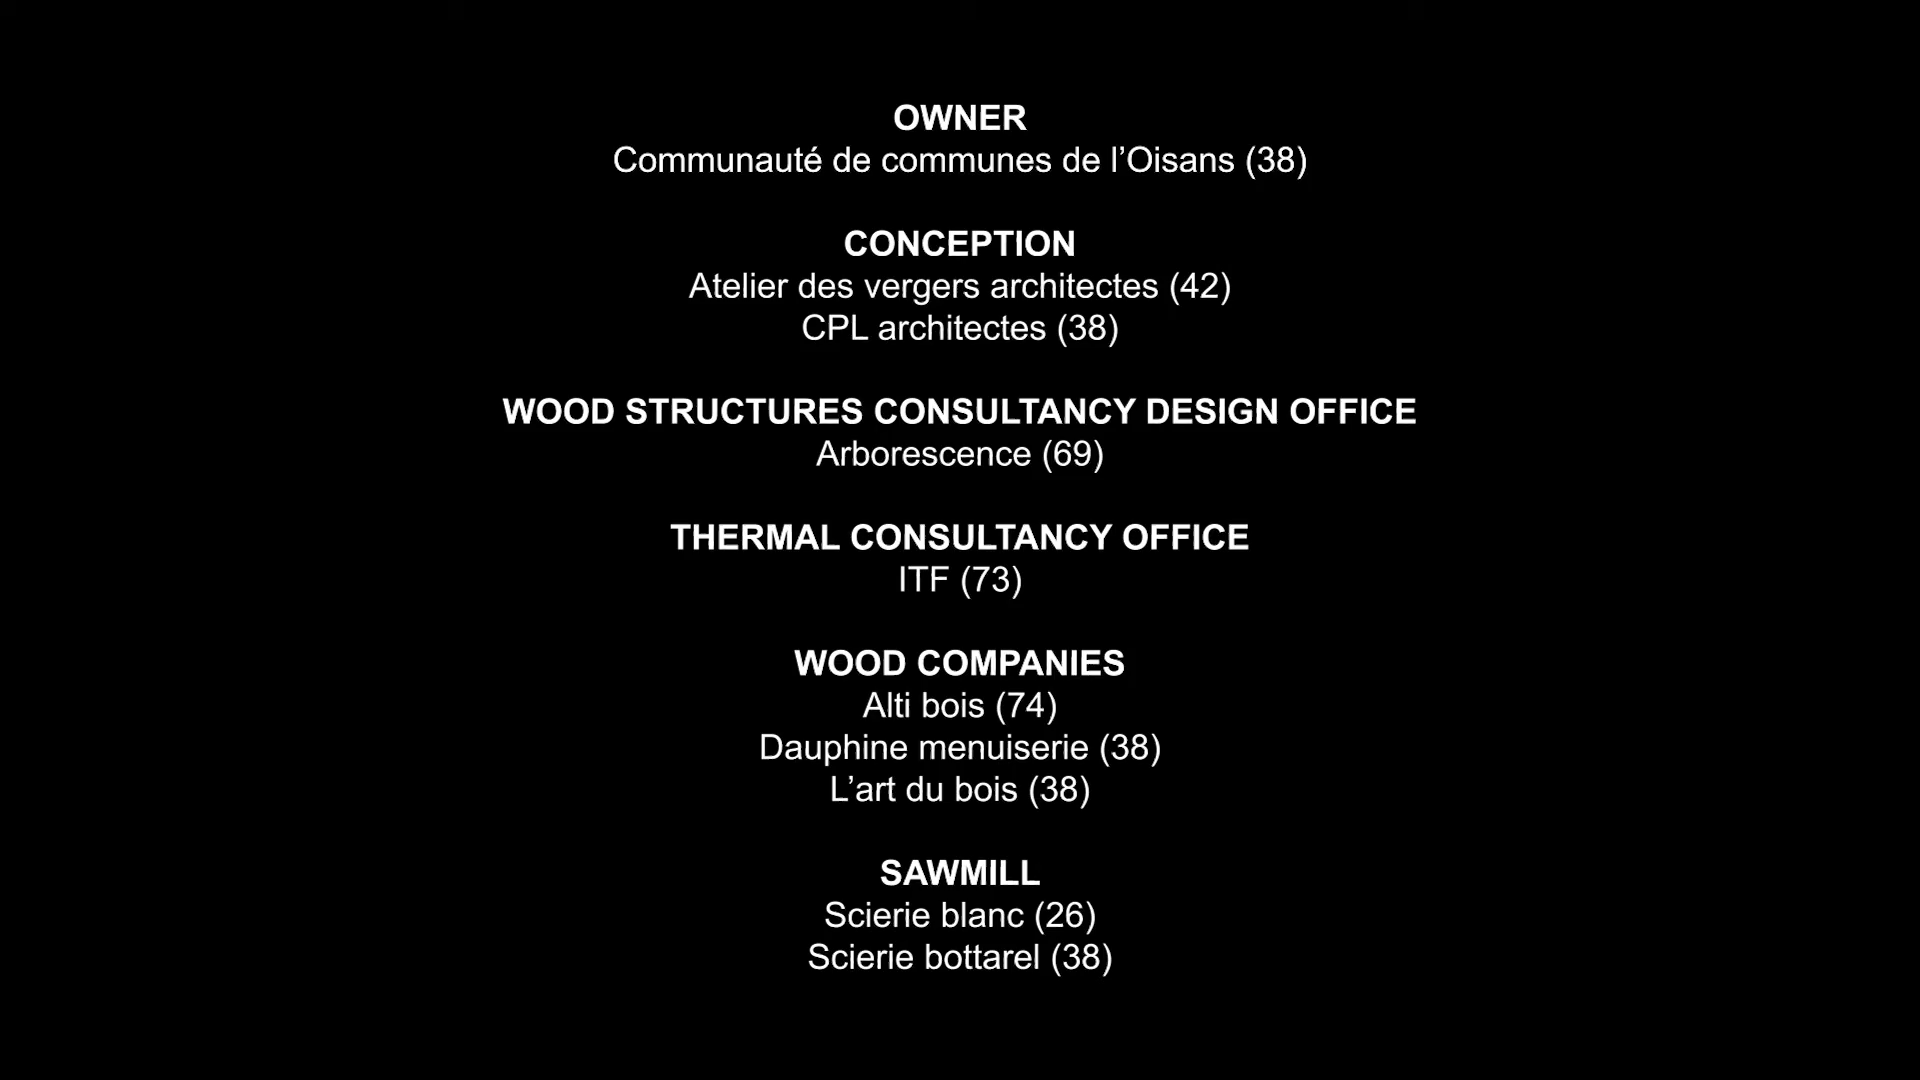 OWNER
Communauté de communes de l’Oisans (38)
CONCEPTION
Atelier des vergers architectes (42)
CPL architectes (38)
WOOD STRUCTURES CONSULTANCY DESIGN OFFICE
Arborescence (69)
THERMAL CONSULTANCY OFFICE
ITF (73)
WOOD COMPANIES
Alti bois (74)
Dauphine menuiserie (38)
L’art du bois (38)
SAWMILL
Scierie blanc (26)
Scierie bottarel (38)